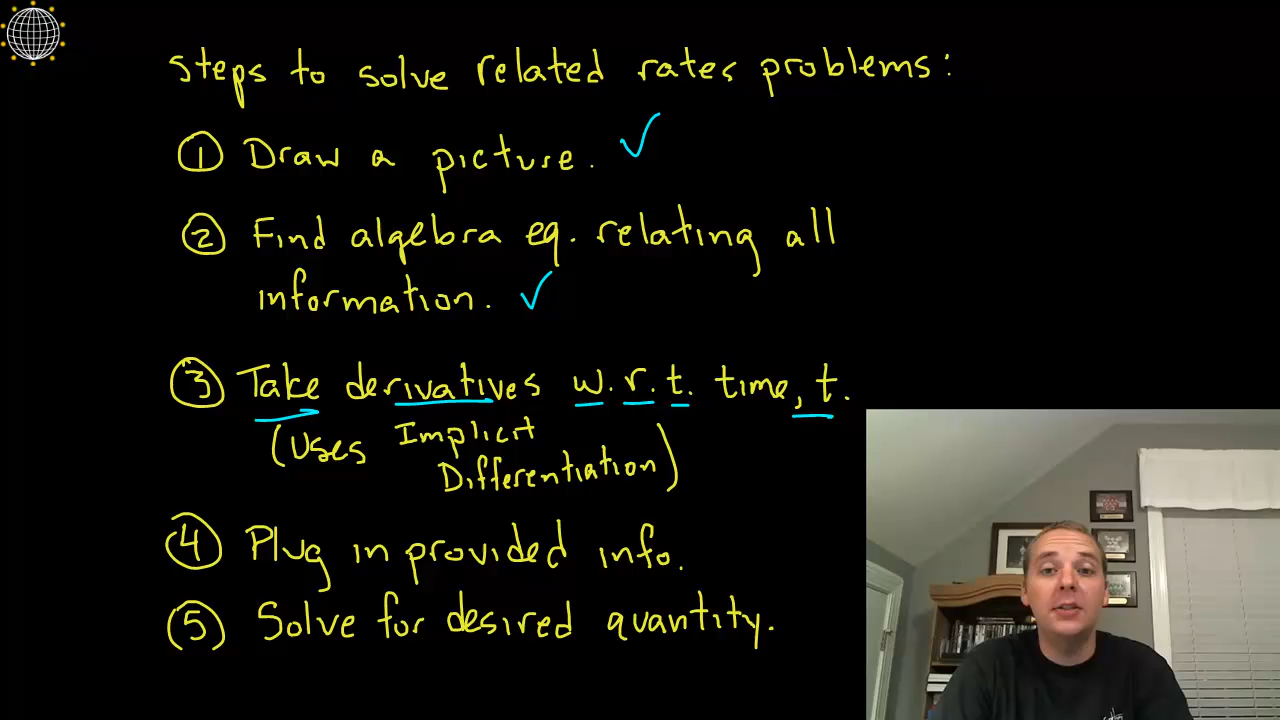 steps to solve related rates problems:
① Draw a picture. ✓
② Find algebra eq. relating all
information. ✓
③ Take derivatives w.r.t. time, t.
(Uses Implicit
Differentiation)
④ Plug in provided info.
⑤ Solve for desired quantity.